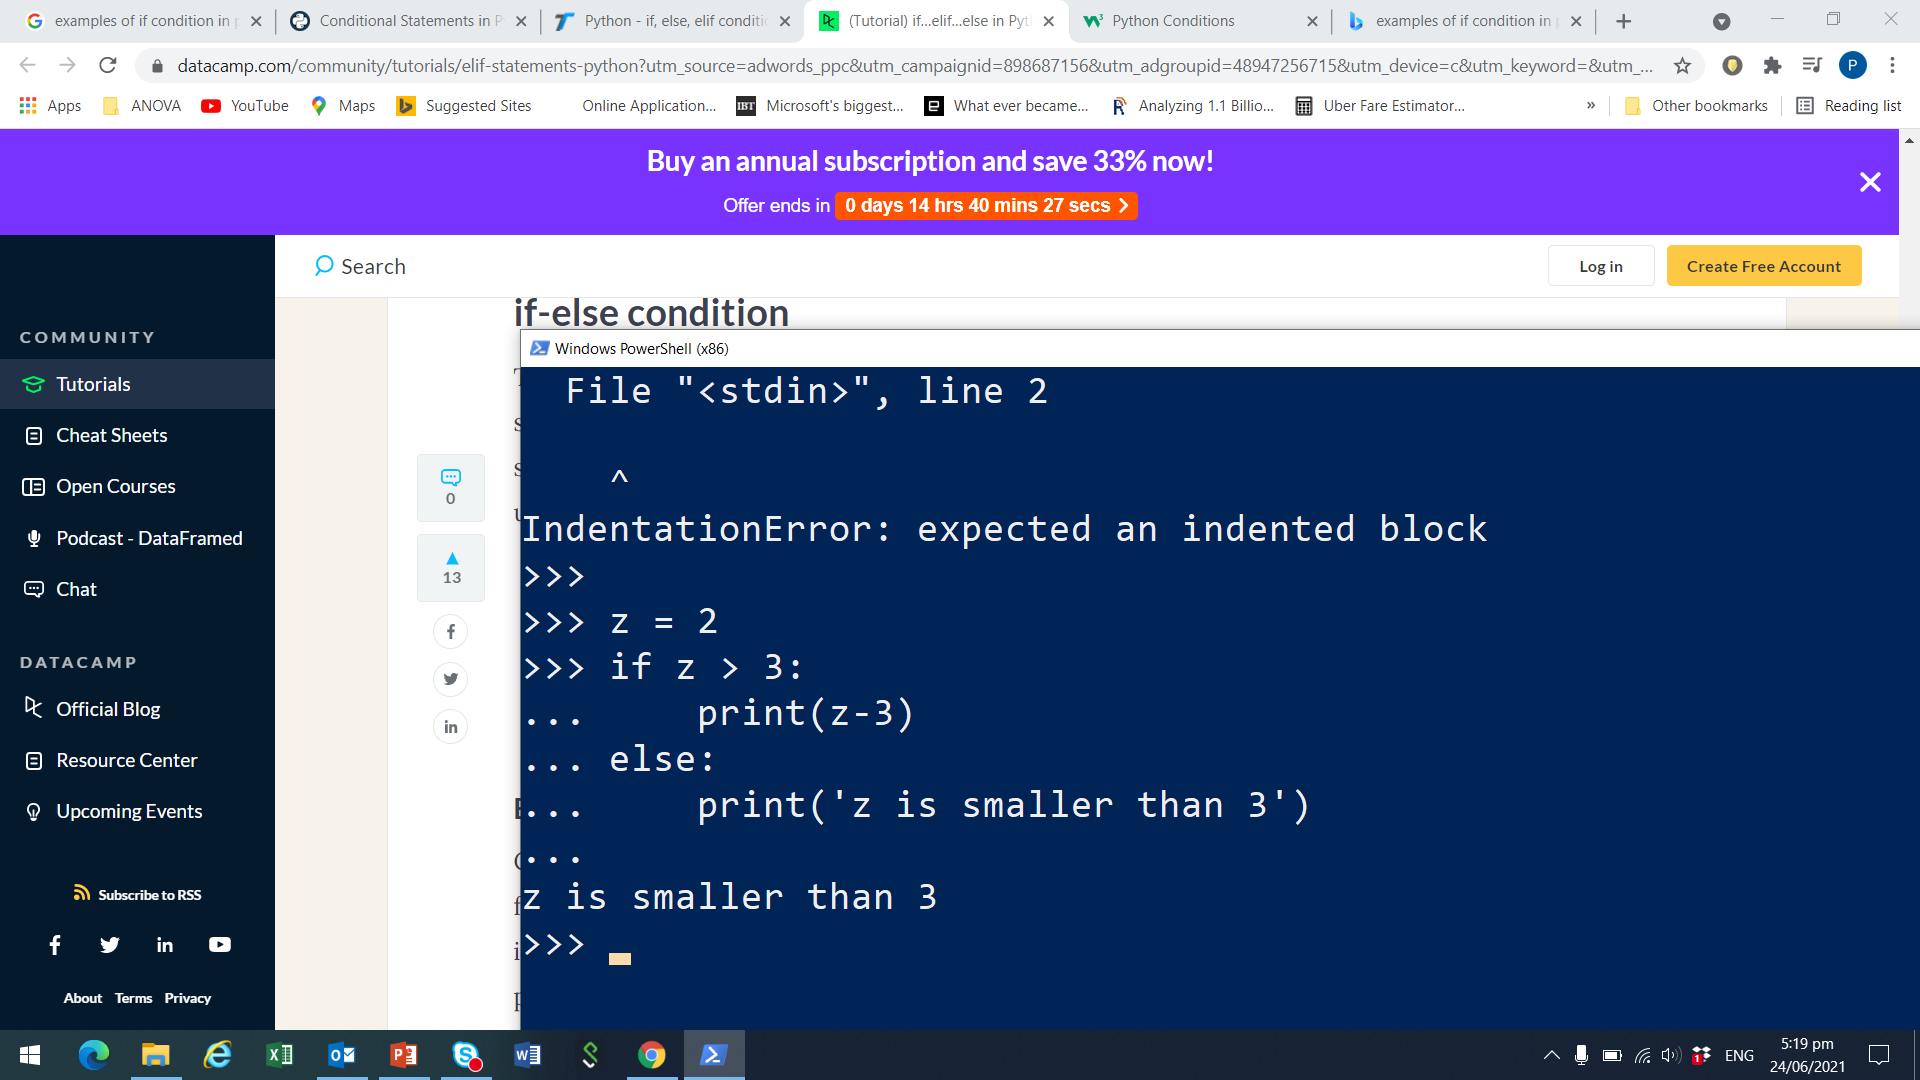 examples of if condition in p
Conditional Statements in P
Python - if, else, elif conditio
(Tutorial) if...elif...else in Pyt
Python Conditions
examples of if condition in p
datacamp.com/community/tutorials/elif-statements-python?utm_source=adwords_ppc&utm_campaignid=898687156&utm_adgroupid=48947256715&utm_device=c&utm_keyword=&utm_...
P
Apps
ANOVA
YouTube
Maps
Suggested Sites
Online Application...
IBT
Microsoft's biggest...
What ever became...
Analyzing 1.1 Billio...
Uber Fare Estimator...
»
Other bookmarks
Reading list
Buy an annual subscription and save 33% now!
Offer ends in 0 days 14 hrs 40 mins 27 secs
Search
Log in
Create Free Account
COMMUNITY
Tutorials
Cheat Sheets
Open Courses
Podcast - DataFramed
Chat
DATACAMP
Official Blog
Resource Center
Upcoming Events
Subscribe to RSS
About Terms Privacy
if-else condition
0
13
Windows PowerShell (x86)
File "<stdin>", line 2
^
IndentationError: expected an indented block
>>>
>>> z = 2
>>> if z > 3:
...     print(z-3)
... else:
...     print('z is smaller than 3')
...
z is smaller than 3
>>>
ENG
5:19 pm
24/06/2021